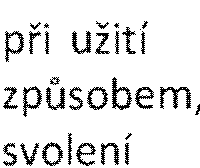 při užití
způsobem,
svolení